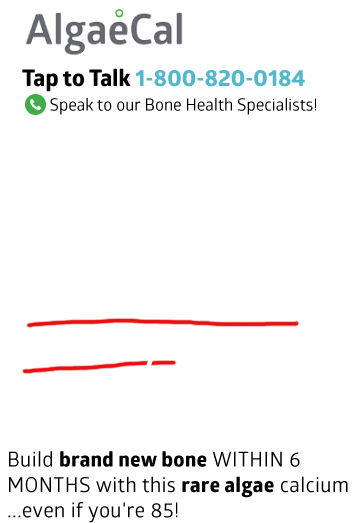 AlgaeCal
Tap to Talk 1-800-820-0184
Speak to our Bone Health Specialists!
Build brand new bone WITHIN 6
MONTHS with this rare algae calcium
...even if you're 85!